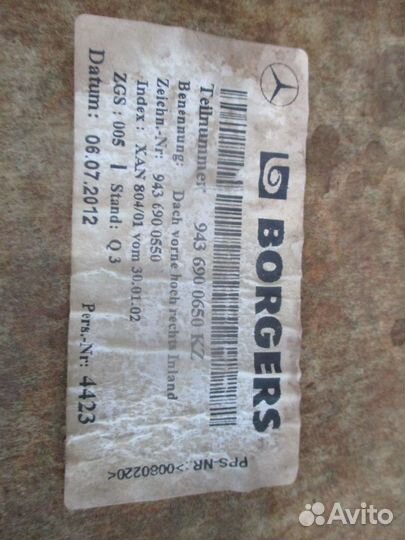 BORGERS
Teilnummer 943 690 0650 KZ
Benennung: Dach vorne hoch rechts Inland
Zeichn.-Nr: 943 690 0550
Index : XAN 804/01 vom 30.01.02
ZGS : 005 1 Stand: Q 3
Datum: 06.07.2012
Pers.-Nr: 4423
PPS-NR.:>0080220<
Avito